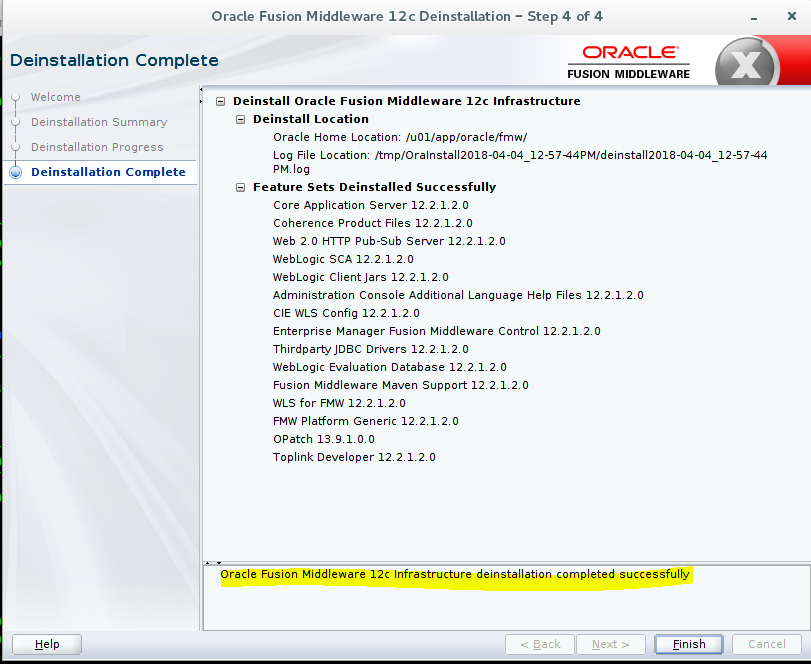 Oracle Fusion Middleware 12c Deinstallation – Step 4 of 4
Deinstallation Complete
ORACLE
FUSION MIDDLEWARE
Welcome
Deinstallation Summary
Deinstallation Progress
Deinstallation Complete
Deinstall Oracle Fusion Middleware 12c Infrastructure
Deinstall Location
Oracle Home Location: /u01/app/oracle/fmw/
Log File Location: /tmp/OraInstall2018-04-04_12-57-44PM/deinstall2018-04-04_12-57-44
PM.log
Feature Sets Deinstalled Successfully
Core Application Server 12.2.1.2.0
Coherence Product Files 12.2.1.2.0
Web 2.0 HTTP Pub-Sub Server 12.2.1.2.0
WebLogic SCA 12.2.1.2.0
WebLogic Client Jars 12.2.1.2.0
Administration Console Additional Language Help Files 12.2.1.2.0
CIE WLS Config 12.2.1.2.0
Enterprise Manager Fusion Middleware Control 12.2.1.2.0
Thirdparty JDBC Drivers 12.2.1.2.0
WebLogic Evaluation Database 12.2.1.2.0
Fusion Middleware Maven Support 12.2.1.2.0
WLS for FMW 12.2.1.2.0
FMW Platform Generic 12.2.1.2.0
OPatch 13.9.1.0.0
Toplink Developer 12.2.1.2.0
Oracle Fusion Middleware 12c Infrastructure deinstallation completed successfully
Help
< Back
Next >
Finish
Cancel